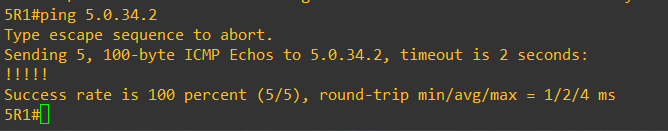 5R1#ping 5.0.34.2
Type escape sequence to abort.
Sending 5, 100-byte ICMP Echos to 5.0.34.2, timeout is 2 seconds:
!!!!!
Success rate is 100 percent (5/5), round-trip min/avg/max = 1/2/4 ms
5R1#